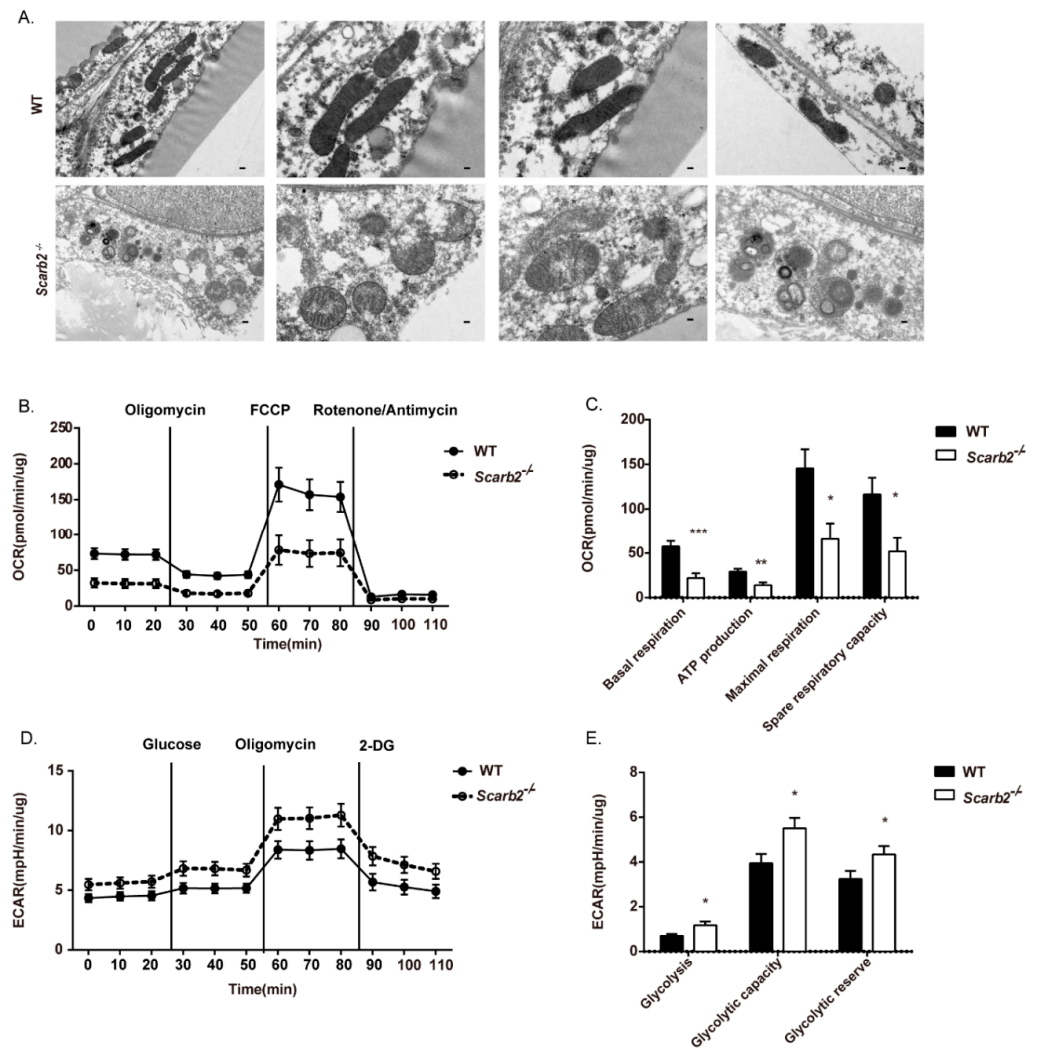 A.
WT
Scarb2-/-
B.
Oligomycin FCCP Rotenone/Antimycin
OCR(pmol/min/ug)
250
200
150
100
50
0
0 10 20 30 40 50 60 70 80 90 100 110
Time(min)
WT
Scarb2-/-
C.
OCR(pmol/min/ug)
200
150
100
50
0
***
**
*
*
Basal respiration
ATP production
Maximal respiration
Spare respiratory capacity
WT
Scarb2-/-
D.
Glucose Oligomycin 2-DG
ECAR(mpH/min/ug)
15
10
5
0
0 10 20 30 40 50 60 70 80 90 100 110
Time(min)
WT
Scarb2-/-
E.
ECAR(mpH/min/ug)
8
6
4
2
0
*
*
*
Glycolysis
Glycolytic capacity
Glycolytic reserve
WT
Scarb2-/-